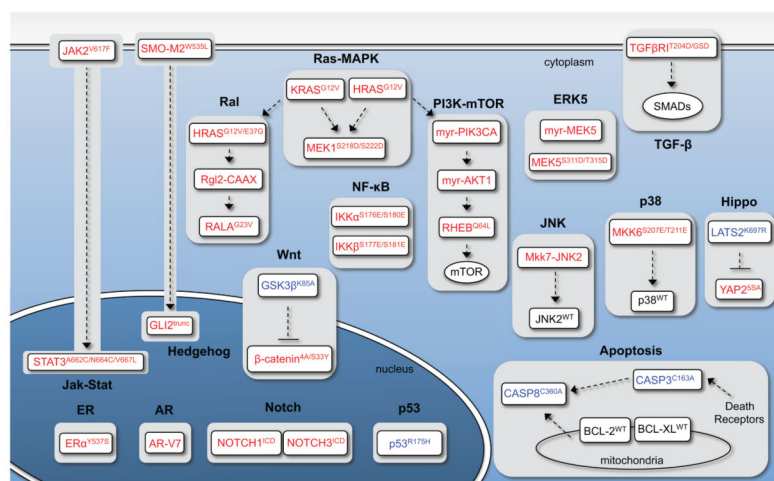 JAK2V617F
SMO-M2W535L
Ras-MAPK
cytoplasm
TGFβRIT204D/GSD
SMADs
TGF-β
KRASG12V
HRASG12V
MEK1S218D/S222D
Ral
HRASG12V/E37G
Rgl2-CAAX
RALAG23V
PI3K-mTOR
myr-PIK3CA
myr-AKT1
RHEBQ64L
mTOR
ERK5
myr-MEK5
MEK5S311D/T315D
NF-κB
IKKαS176E/S180E
IKKβS177E/S181E
JNK
Mkk7-JNK2
JNK2WT
p38
MKK6S207E/T211E
p38WT
Hippo
LATS2K697R
YAP25SA
Wnt
GSK3βK85A
β-catenin4A/S33Y
GLI2trunc
Hedgehog
STAT3A662C/N664C/V667L
Jak-Stat
nucleus
ER
ERαY537S
AR
AR-V7
Notch
NOTCH1ICD
NOTCH3ICD
p53
p53R175H
Apoptosis
CASP8C360A
CASP3C163A
Death
Receptors
BCL-2WT
BCL-XLWT
mitochondria